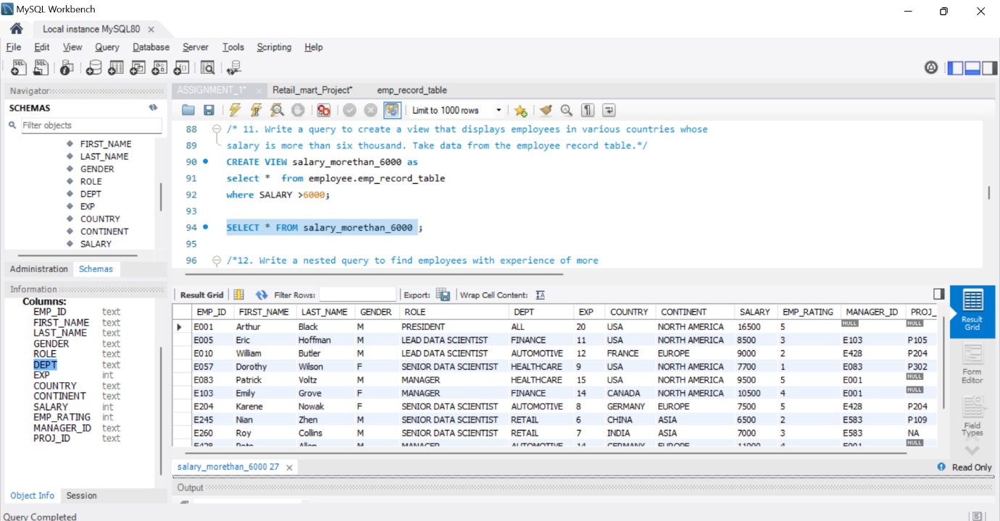 MySQL Workbench
Local instance MySQL80
File Edit View Query Database Server Tools Scripting Help
Navigator
SCHEMAS
Filter objects
FIRST_NAME
LAST_NAME
GENDER
ROLE
DEPT
EXP
COUNTRY
CONTINENT
SALARY
Administration Schemas
Information
Columns:
EMP_ID text
FIRST_NAME text
LAST_NAME text
GENDER text
ROLE text
DEPT text
EXP int
COUNTRY text
CONTINENT text
SALARY int
EMP_RATING int
MANAGER_ID text
PROJ_ID text
Object Info Session
ASSIGNMENT_1* Retail_mart_Project* emp_record_table
Limit to 1000 rows
88 /* 11. Write a query to create a view that displays employees in various countries whose
89 salary is more than six thousand. Take data from the employee record table.*/
90 CREATE VIEW salary_morethan_6000 as
91 select * from employee.emp_record_table
92 where SALARY >6000;
93
94 SELECT * FROM salary_morethan_6000 ;
95
96 /*12. Write a nested query to find employees with experience of more
Result Grid Filter Rows: Export: Wrap Cell Content:
EMP_ID FIRST_NAME LAST_NAME GENDER ROLE DEPT EXP COUNTRY CONTINENT SALARY EMP_RATING MANAGER_ID PROJ_
E001 Arthur Black M PRESIDENT ALL 20 USA NORTH AMERICA 16500 5 NULL NULL
E005 Eric Hoffman M LEAD DATA SCIENTIST FINANCE 11 USA NORTH AMERICA 8500 3 E103 P105
E010 William Butler M LEAD DATA SCIENTIST AUTOMOTIVE 12 FRANCE EUROPE 9000 2 E428 P204
E057 Dorothy Wilson F SENIOR DATA SCIENTIST HEALTHCARE 9 USA NORTH AMERICA 7700 1 E083 P302
E083 Patrick Voltz M MANAGER HEALTHCARE 15 USA NORTH AMERICA 9500 5 E001 NULL
E103 Emily Grove F MANAGER FINANCE 14 CANADA NORTH AMERICA 10500 4 E001 NULL
E204 Karene Nowak F SENIOR DATA SCIENTIST AUTOMOTIVE 8 GERMANY EUROPE 7500 5 E428 P204
E245 Nian Zhen M SENIOR DATA SCIENTIST RETAIL 6 CHINA ASIA 6500 2 E583 P109
E260 Roy Collins M SENIOR DATA SCIENTIST RETAIL 7 INDIA ASIA 7000 3 E583 NA
E428 Pete Allen M MANAGER AUTOMOTIVE 14 GERMANY EUROPE 11000 4 E001 NULL
Result
Grid
Form
Editor
Field
Types
salary_morethan_6000 27
Read Only
Output
Query Completed